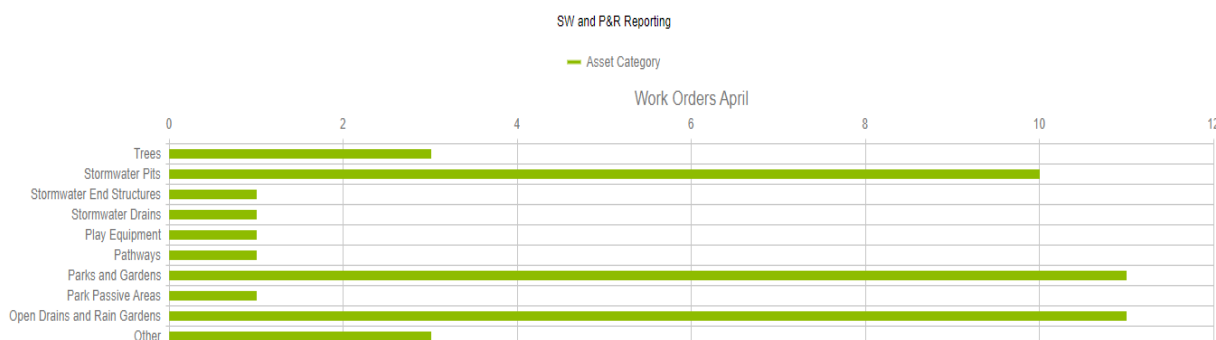 SW and P&R Reporting
Asset Category
Work Orders April
0 2 4 6 8 10 12
Trees
Stormwater Pits
Stormwater End Structures
Stormwater Drains
Play Equipment
Pathways
Parks and Gardens
Park Passive Areas
Open Drains and Rain Gardens
Other